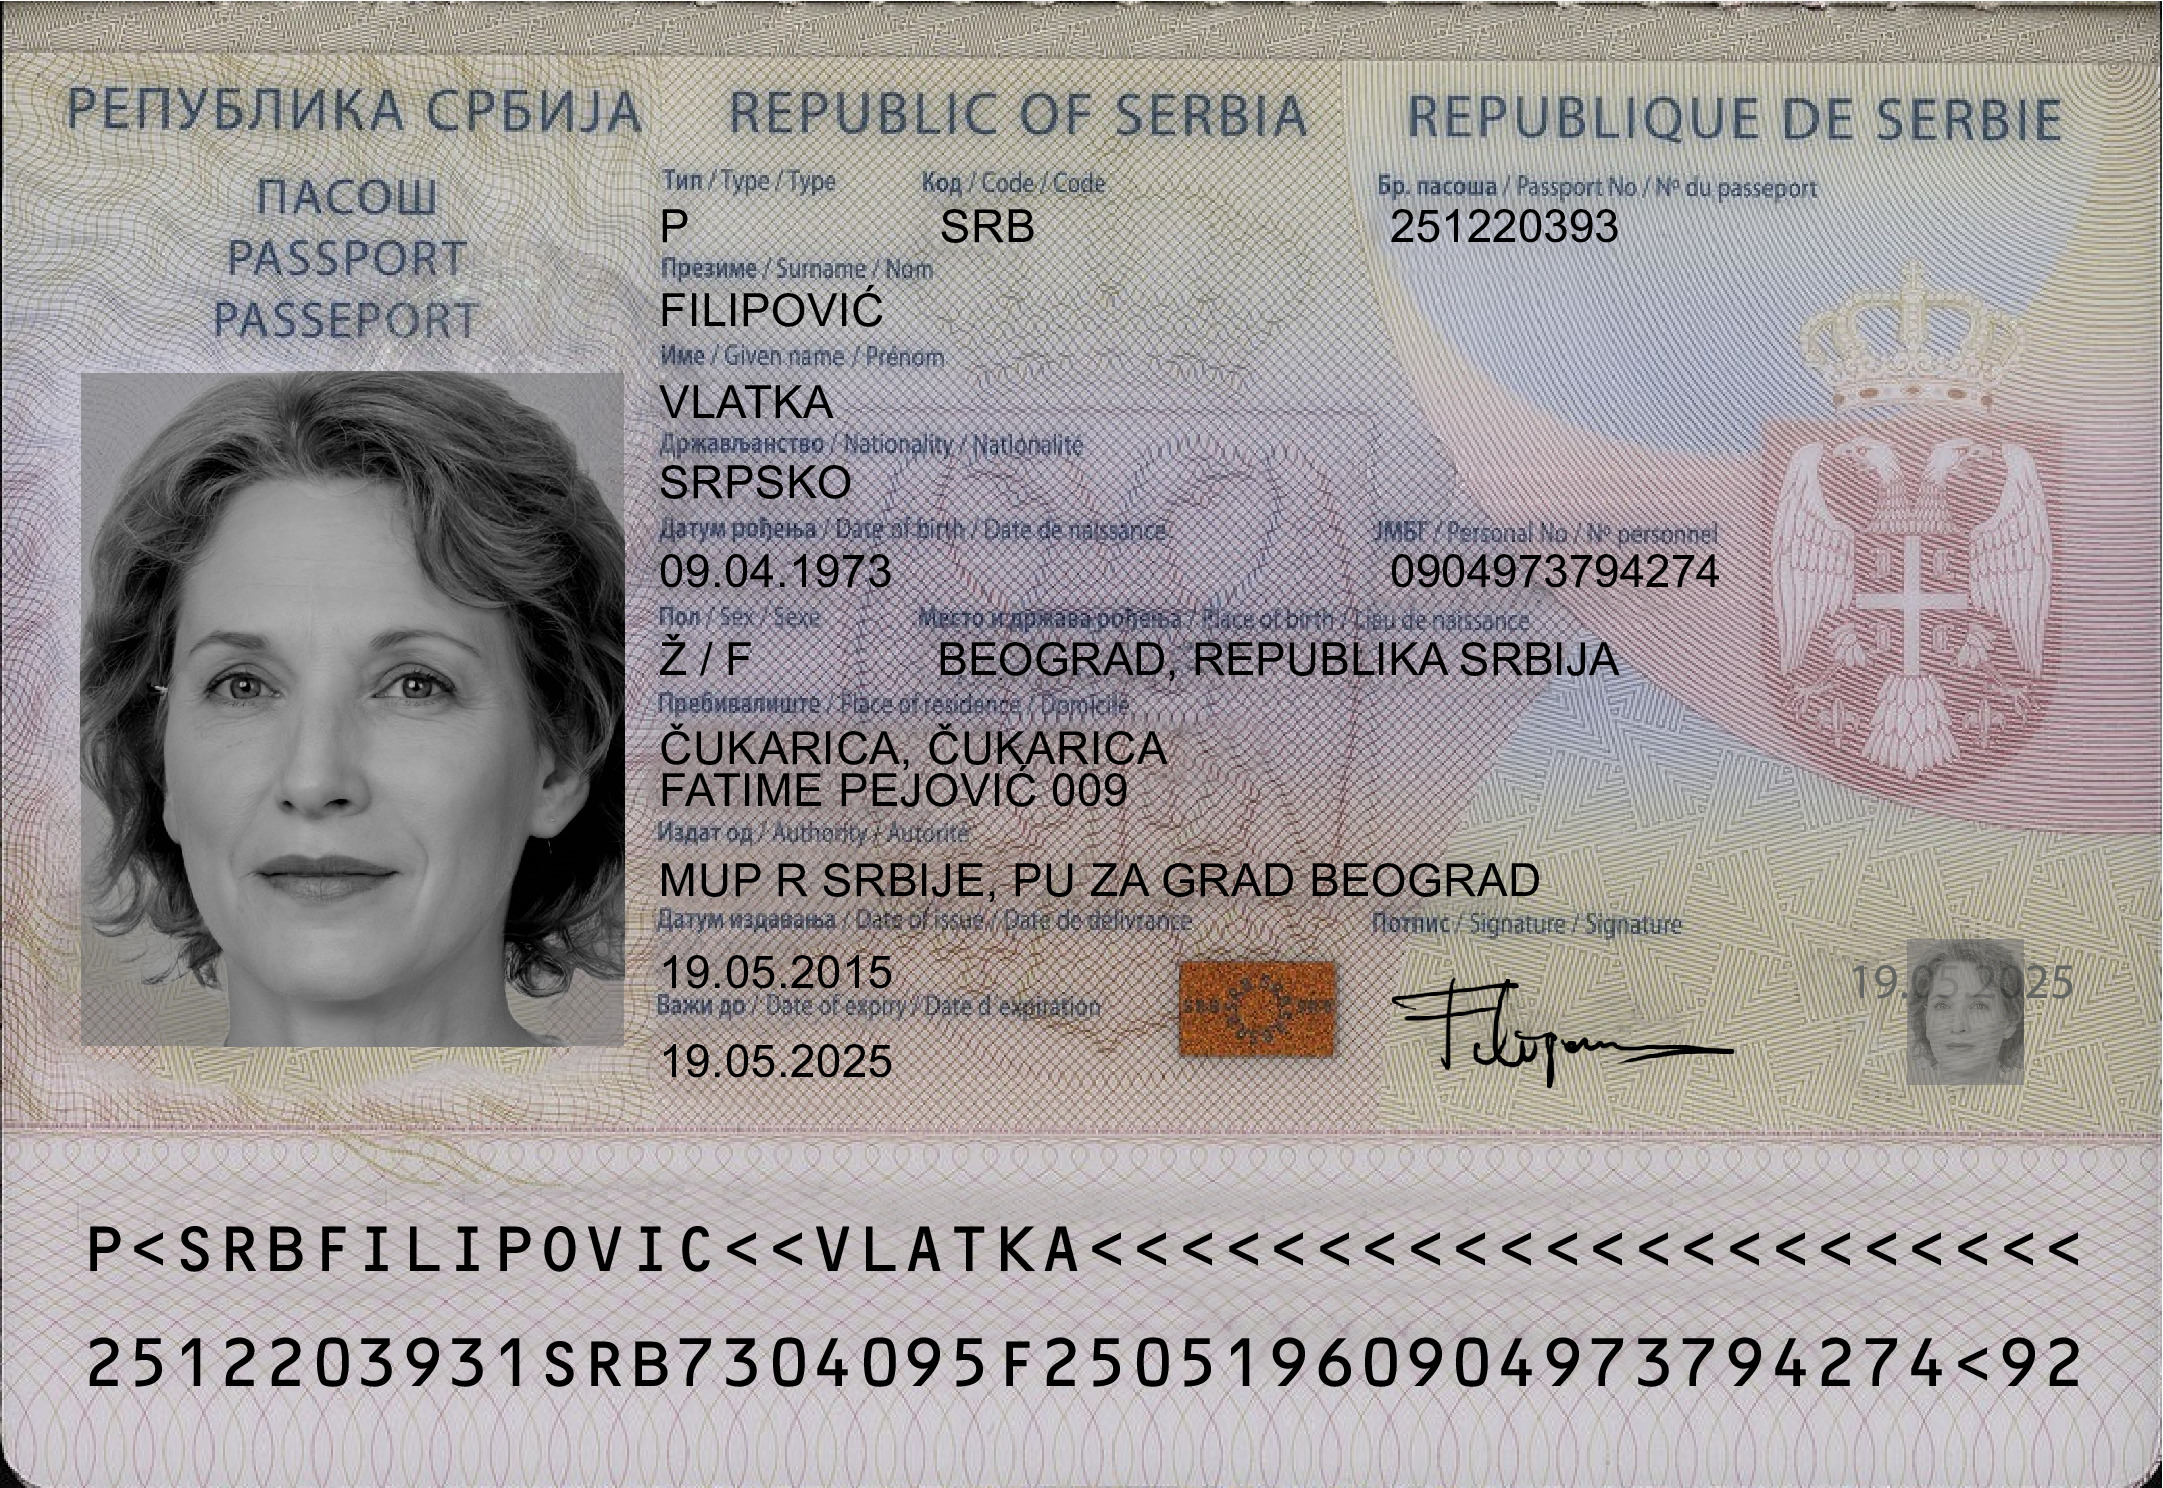 РЕПУБЛИКА СРБИЈА REPUBLIC OF SERBIA REPUBLIQUE DE SERBIE
ПАСОШ
PASSPORT
PASSEPORT
Тип / Type / Type Код / Code / Code Бр. пасоша / Passport No / Nº du passeport
P SRB 251220393
Презиме / Surname / Nom
FILIPOVIĆ
Име / Given name / Prénom
VLATKA
Држављанство / Nationality / Nationalité
SRPSKO
Датум рођења / Date of birth / Date de naissance ЈМБГ / Personal No / Nº personnel
09.04.1973 0904973794274
Пол / Sex / Sexe Место и држава рођења / Place of birth / Lieu de naissance
Ž / F BEOGRAD, REPUBLIKA SRBIJA
Пребивалиште / Place of residence / Domicile
ČUKARICA, ČUKARICA
FATIME PEJOVIĆ 009
Издат од / Authority / Autorité
MUP R SRBIJE, PU ZA GRAD BEOGRAD
Датум издавања / Date of issue / Date de délivrance Потпис / Signature / Signature
19.05.2015
19.05.2025
Важи до / Date of expiry / Date d expiration
19.05.2025
P<SRBFILIPOVIC<<VLATKA<<<<<<<<<<<<<<<<<<<<<<
2512203931SRB7304095F25051960904973794274<92